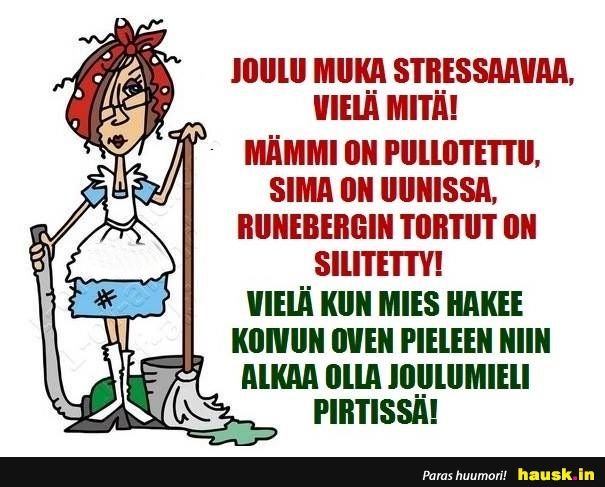 JOULU MUKA STRESSAAVAA,
VIELÄ MITÄ!
MÄMMI ON PULLOTETTU,
SIMA ON UUNISSA,
RUNEBERGIN TORTUT ON
SILITETTY!
VIELÄ KUN MIES HAKEE
KOIVUN OVEN PIELEEN NIIN
ALKAA OLLA JOULUMIELI
PIRTISSÄ!
Paras huumori! hausk.in